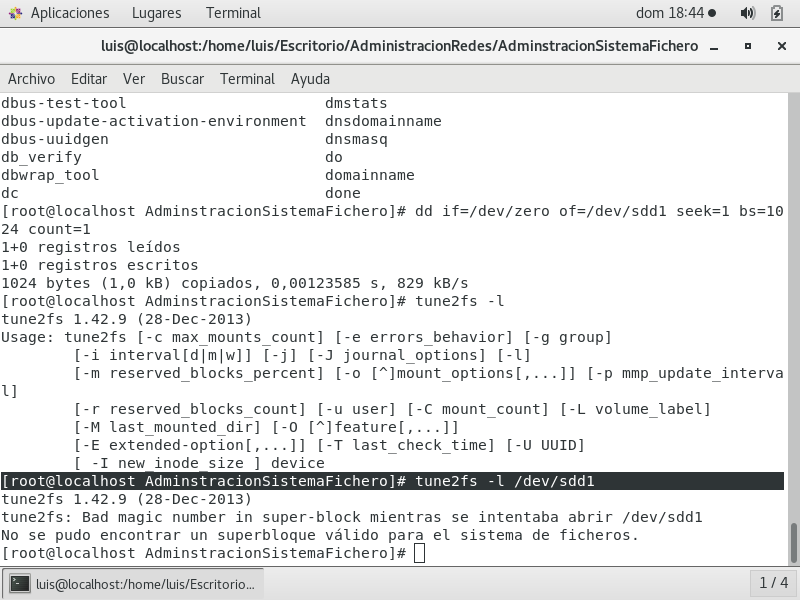 Aplicaciones Lugares Terminal dom 18:44
luis@localhost:/home/luis/Escritorio/AdministracionRedes/AdminstracionSistemaFichero
Archivo Editar Ver Buscar Terminal Ayuda
dbus-test-tool dmstats
dbus-update-activation-environment dnsdomainname
dbus-uuidgen dnsmasq
db_verify do
dbwrap_tool domainname
dc done
[root@localhost AdminstracionSistemaFichero]# dd if=/dev/zero of=/dev/sdd1 seek=1 bs=10
24 count=1
1+0 registros leídos
1+0 registros escritos
1024 bytes (1,0 kB) copiados, 0,00123585 s, 829 kB/s
[root@localhost AdminstracionSistemaFichero]# tune2fs -l
tune2fs 1.42.9 (28-Dec-2013)
Usage: tune2fs [-c max_mounts_count] [-e errors_behavior] [-g group]
[-i interval[d|m|w]] [-j] [-J journal_options] [-l]
[-m reserved_blocks_percent] [-o [^]mount_options[,...]] [-p mmp_update_interva
l]
[-r reserved_blocks_count] [-u user] [-C mount_count] [-L volume_label]
[-M last_mounted_dir] [-O [^]feature[,...]]
[-E extended-option[,...]] [-T last_check_time] [-U UUID]
[ -I new_inode_size ] device
[root@localhost AdminstracionSistemaFichero]# tune2fs -l /dev/sdd1
tune2fs 1.42.9 (28-Dec-2013)
tune2fs: Bad magic number in super-block mientras se intentaba abrir /dev/sdd1
No se pudo encontrar un superbloque válido para el sistema de ficheros.
[root@localhost AdminstracionSistemaFichero]#
luis@localhost:/home/luis/Escritorio... 1 / 4